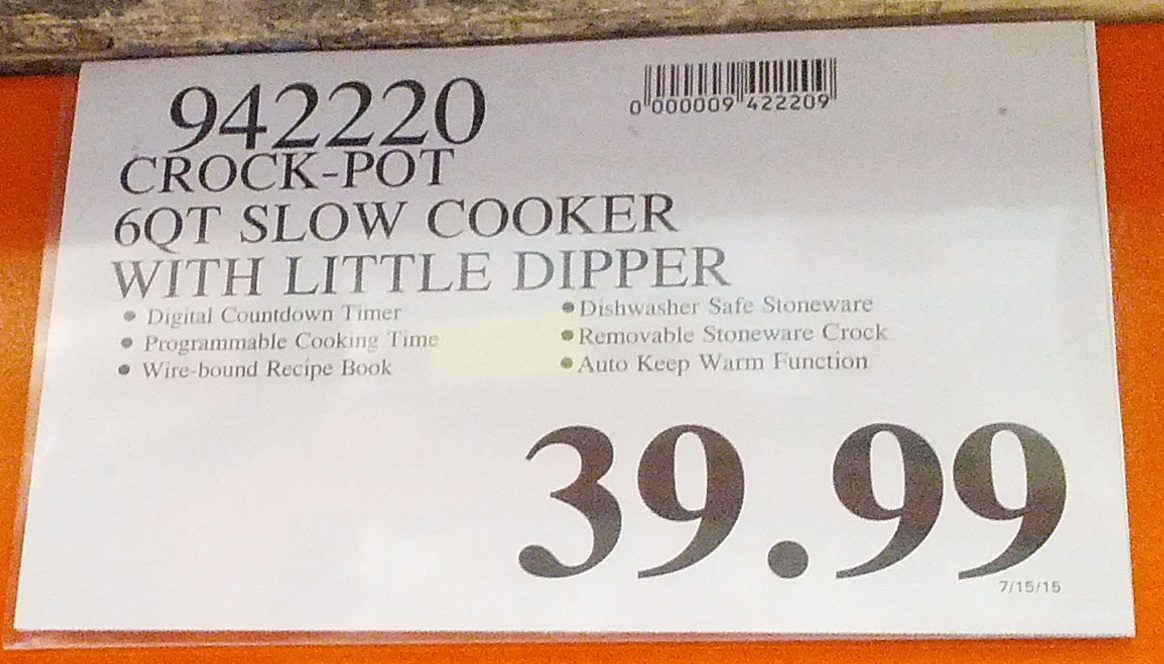 942220
0 000009 422209
CROCK-POT
6QT SLOW COOKER
WITH LITTLE DIPPER
• Digital Countdown Timer
• Programmable Cooking Time
• Wire-bound Recipe Book
• Dishwasher Safe Stoneware
• Removable Stoneware Crock
• Auto Keep Warm Function
39.99
7/15/15